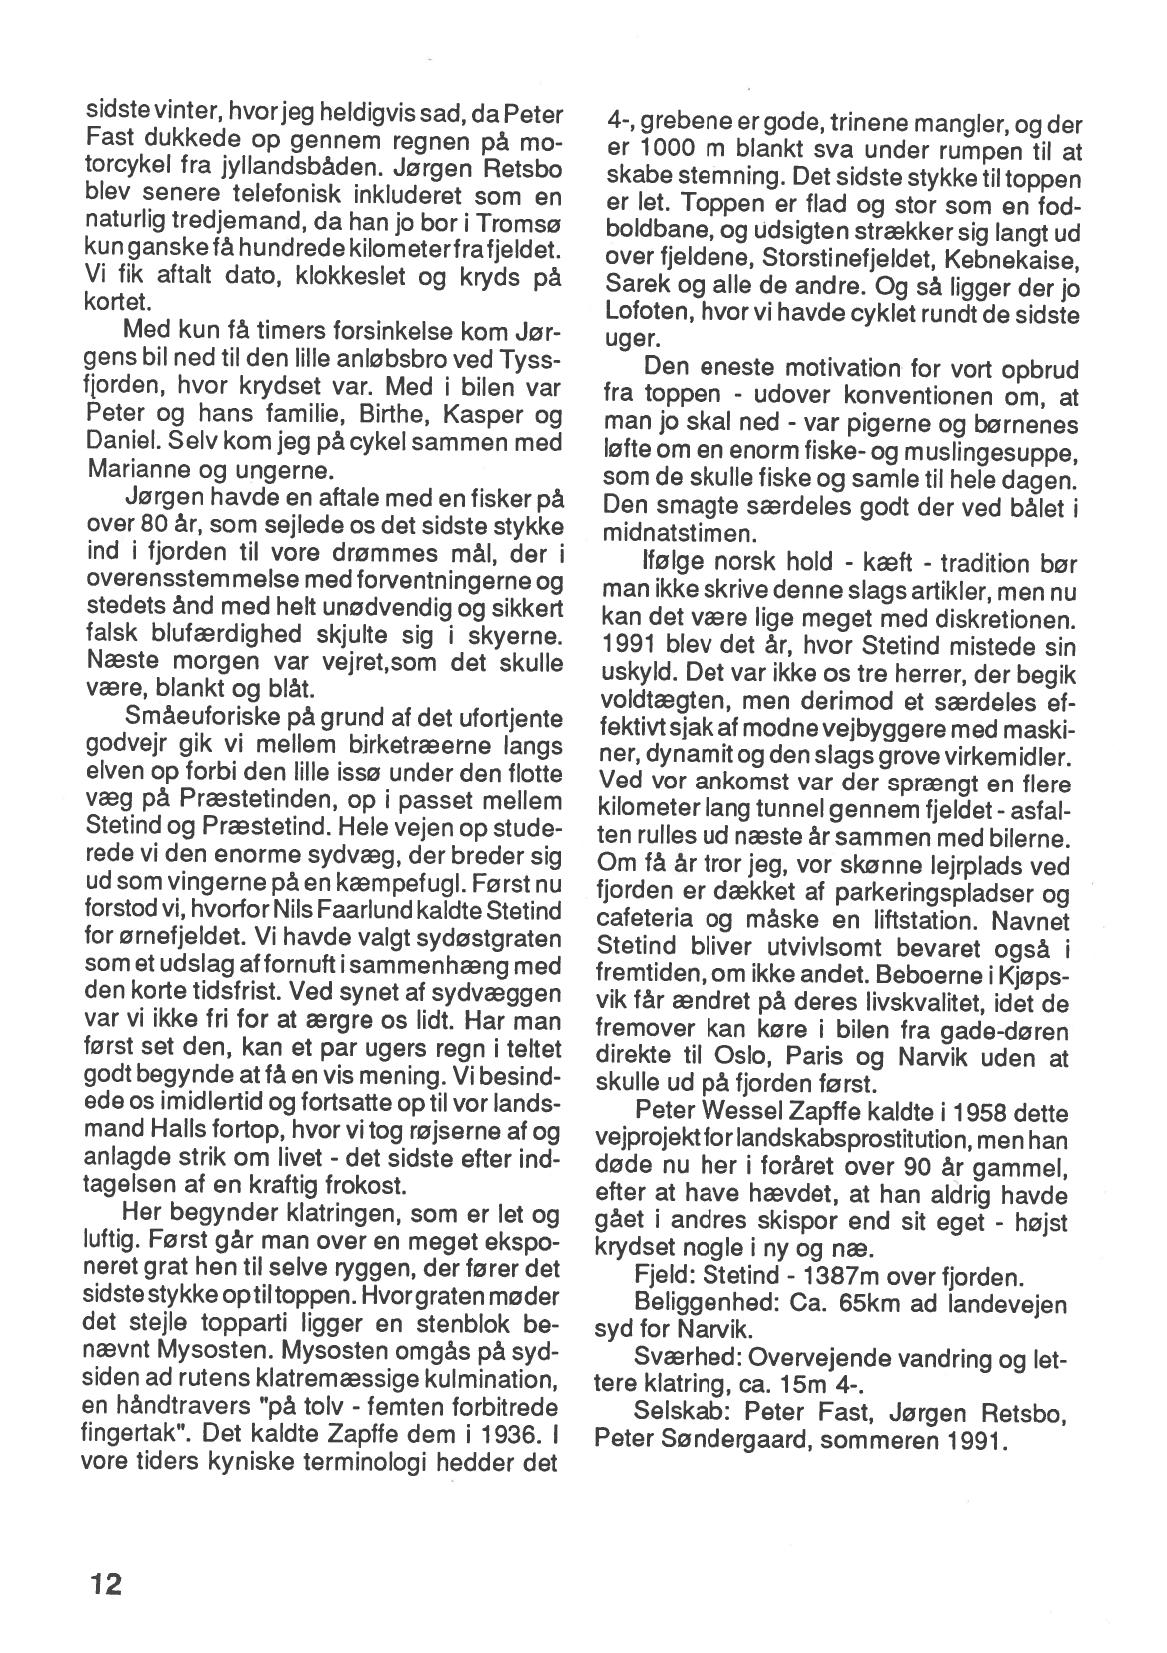 sidste vinter, hvor jeg heldigvis sad, da Peter
Fast dukkede op gennem regnen på mo-
torcykel fra jyllandsbåden. Jørgen Retsbo
blev senere telefonisk inkluderet som en
naturlig tredjemand, da han jo bor i Tromsø
kun ganske få hundrede kilometer fra fjeldet.
Vi fik aftalt dato, klokkeslet og kryds på
kortet.
Med kun få timers forsinkelse kom Jør-
gens bil ned til den lille anløbsbro ved Tyss-
fjorden, hvor krydset var. Med i bilen var
Peter og hans familie, Birthe, Kasper og
Daniel. Selv kom jeg på cykel sammen med
Marianne og ungerne.
Jørgen havde en aftale med en fisker på
over 80 år, som sejlede os det sidste stykke
ind i fjorden til vore drømmes mål, der i
overensstemmelse med forventningerne og
stedets ånd med helt unødvendig og sikkert
falsk blufærdighed skjulte sig i skyerne.
Næste morgen var vejret,som det skulle
være, blankt og blåt.
Småeuforiske på grund af det ufortjente
godvejr gik vi mellem birketræerne langs
elven op forbi den lille issø under den flotte
væg på Præstetinden, op i passet mellem
Stetind og Præstetind. Hele vejen op stude-
rede vi den enorme sydvæg, der breder sig
ud som vingerne på en kæmpefugl. Først nu
forstod vi, hvorfor Nils Faarlund kaldte Stetind
for ørnefjeldet. Vi havde valgt sydøstgraten
som et udslag af fornuft i sammenhæng med
den korte tidsfrist. Ved synet af sydvæggen
var vi ikke fri for at ærgre os lidt. Har man
først set den, kan et par ugers regn i teltet
godt begynde at få en vis mening. Vi besind-
ede os imidlertid og fortsatte op til vor lands-
mand Halls fortop, hvor vi tog røjserne af og
anlagde strik om livet - det sidste efter ind-
tagelsen af en kraftig frokost.
Her begynder klatringen, som er let og
luftig. Først går man over en meget ekspo-
neret grat hen til selve ryggen, der fører det
sidste stykke op til toppen. Hvor graten møder
det stejle topparti ligger en stenblok be-
nævnt Mysosten. Mysosten omgås på syd-
siden ad rutens klatremæssige kulmination,
en håndtravers "på tolv - femten forbitrede
fingertak". Det kaldte Zapffe dem i 1936. I
vore tiders kyniske terminologi hedder det
4-, grebene er gode, trinene mangler, og der
er 1000 m blankt sva under rumpen til at
skabe stemning. Det sidste stykke til toppen
er let. Toppen er flad og stor som en fod-
boldbane, og udsigten strækker sig langt ud
over fjeldene, Storstinefjeldet, Kebnekaise,
Sarek og alle de andre. Og så ligger der jo
Lofoten, hvor vi havde cyklet rundt de sidste
uger.
Den eneste motivation for vort opbrud
fra toppen - udover konventionen om, at
man jo skal ned - var pigerne og børnenes
løfte om en enorm fiske- og muslingesuppe,
som de skulle fiske og samle til hele dagen.
Den smagte særdeles godt der ved bålet i
midnatstimen.
Ifølge norsk hold - kæft - tradition bør
man ikke skrive denne slags artikler, men nu
kan det være lige meget med diskretionen.
1991 blev det år, hvor Stetind mistede sin
uskyld. Det var ikke os tre herrer, der begik
voldtægten, men derimod et særdeles ef-
fektivt sjak af modne vejbyggere med maski-
ner, dynamit og den slags grove virkemidler.
Ved vor ankomst var der sprængt en flere
kilometer lang tunnel gennem fjeldet - asfal-
ten rulles ud næste år sammen med bilerne.
Om få år tror jeg, vor skønne lejrplads ved
fjorden er dækket af parkeringspladser og
cafeteria og måske en liftstation. Navnet
Stetind bliver utvivlsomt bevaret også i
fremtiden, om ikke andet. Beboerne i Kjøps-
vik får ændret på deres livskvalitet, idet de
fremover kan køre i bilen fra gade-døren
direkte til Oslo, Paris og Narvik uden at
skulle ud på fjorden først.
Peter Wessel Zapffe kaldte i 1958 dette
vejprojekt for landskabsprostitution, men han
døde nu her i foråret over 90 år gammel,
efter at have hævdet, at han aldrig havde
gået i andres skispor end sit eget - højst
krydset nogle i ny og næ.
Fjeld: Stetind - 1387m over fjorden.
Beliggenhed: Ca. 65km ad landevejen
syd for Narvik.
Sværhed: Overvejende vandring og let-
tere klatring, ca. 15m 4-.
Selskab: Peter Fast, Jørgen Retsbo,
Peter Søndergaard, sommeren 1991.
12